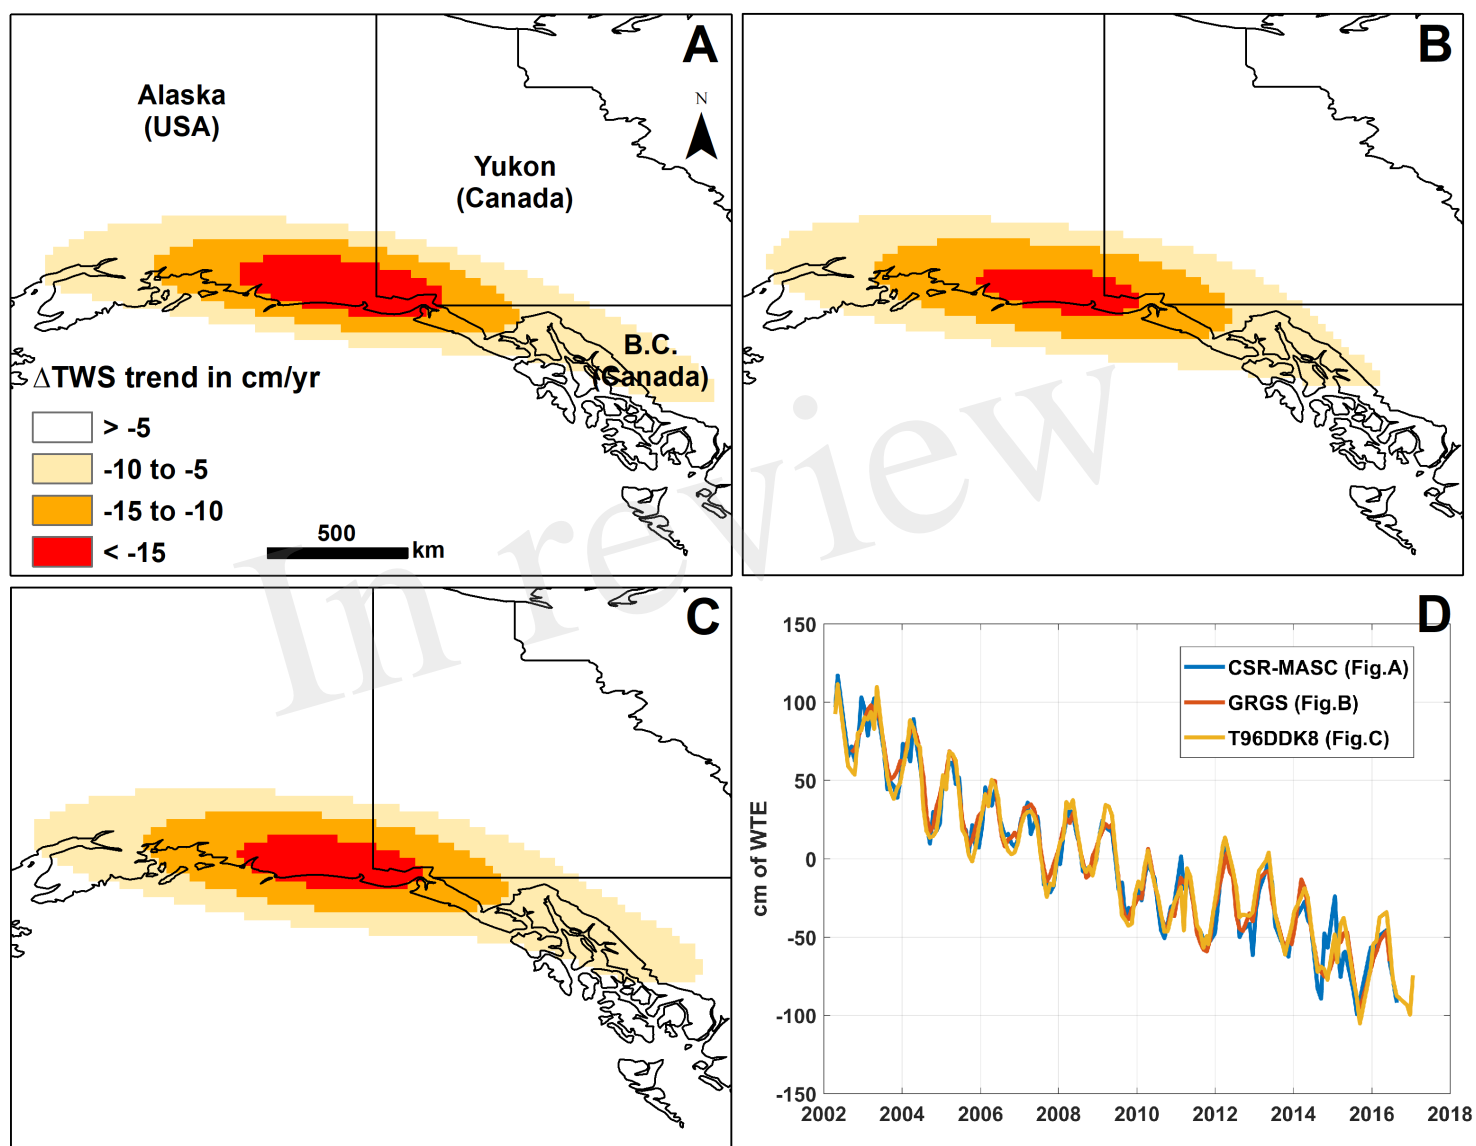 A
Alaska
(USA)
N
Yukon
(Canada)
B.C.
(Canada)
ΔTWS trend in cm/yr
> -5
-10 to -5
-15 to -10
< -15
500
km
B
In review
C
D
CSR-MASC (Fig.A)
GRGS (Fig.B)
T96DDK8 (Fig.C)
cm of WTE
150
100
50
0
-50
-100
-150
2002 2004 2006 2008 2010 2012 2014 2016 2018